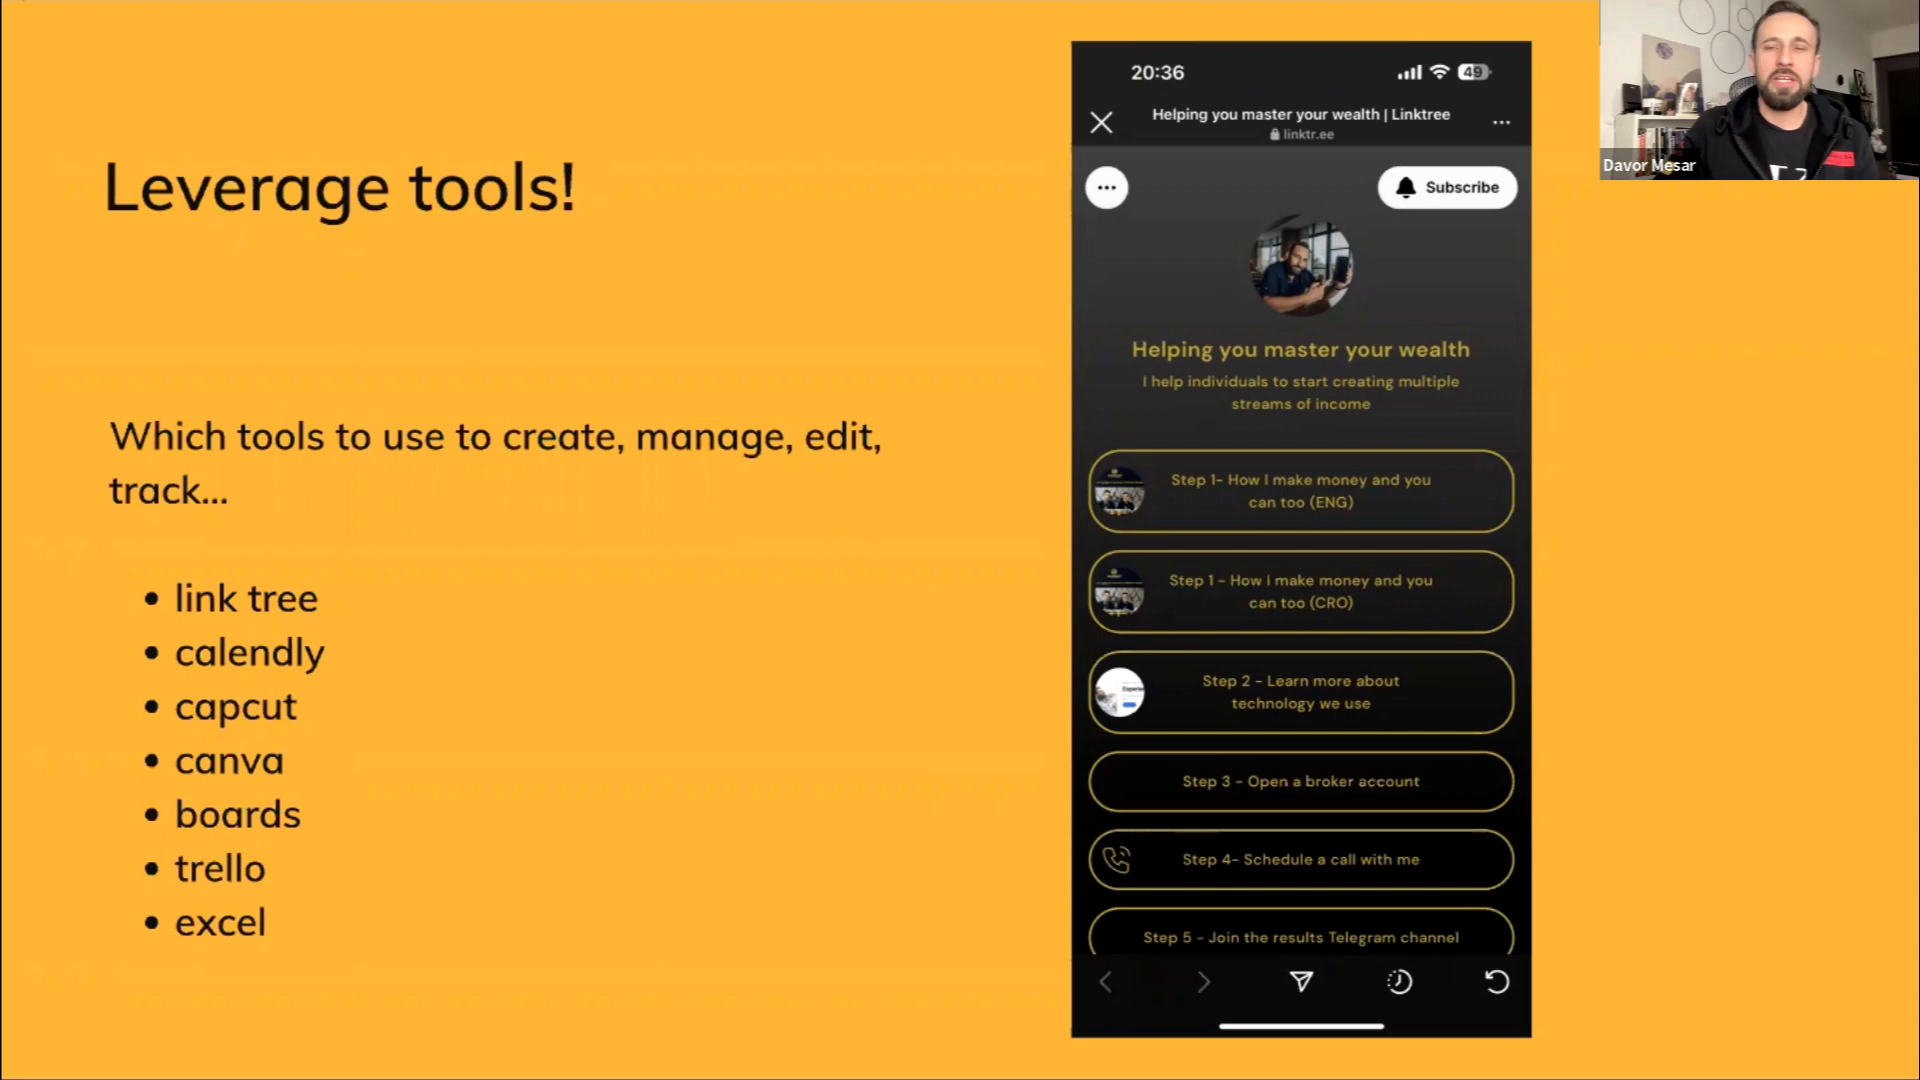 Leverage tools!
Which tools to use to create, manage, edit,
track...
• link tree
• calendly
• capcut
• canva
• boards
• trello
• excel
20:36
49
Helping you master your wealth | Linktree
linktr.ee
Subscribe
Helping you master your wealth
I help individuals to start creating multiple
streams of income
Step 1- How I make money and you
can too (ENG)
Step 1 - How I make money and you
can too (CRO)
Step 2 - Learn more about
technology we use
Step 3 - Open a broker account
Step 4- Schedule a call with me
Step 5 - Join the results Telegram channel
Davor Mesar